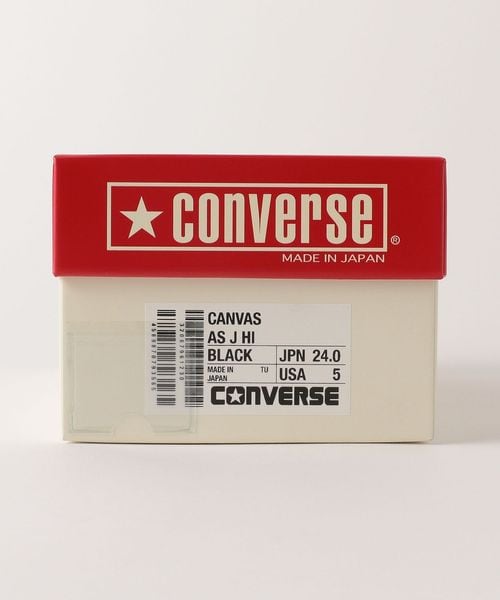 ★ converse ®
MADE IN JAPAN
CANVAS
AS J HI
BLACK JPN 24.0
MADE IN JAPAN TU USA 5
CONVERSE